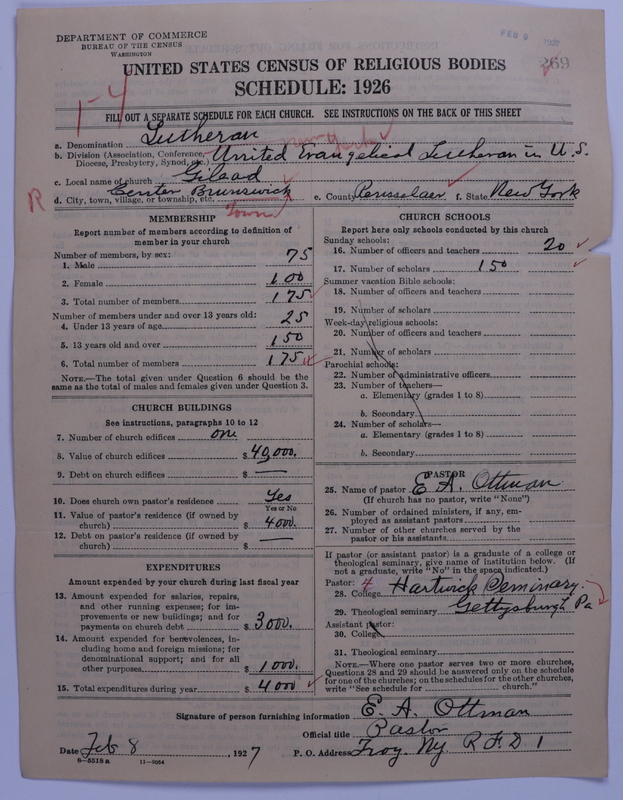 DEPARTMENT OF COMMERCE
BUREAU OF THE CENSUS
WASHINGTON
FEB 9 1927
269
UNITED STATES CENSUS OF RELIGIOUS BODIES
SCHEDULE: 1926
1-4
FILL OUT A SEPARATE SCHEDULE FOR EACH CHURCH. SEE INSTRUCTIONS ON THE BACK OF THIS SHEET
a. Denomination Lutheran
New York
b. Division (Association, Conference, Diocese, Presbytery, Synod, etc.) United Evangelical Lutheran in U.S.
c. Local name of church Gilead
R
d. City, town, village, or township, etc. Center Brunswick
town
e. County Rensselaer f. State New York
MEMBERSHIP
Report number of members according to definition of
member in your church
Number of members, by sex:
1. Male 75
2. Female 100
3. Total number of members 175
Number of members under and over 13 years old:
4. Under 13 years of age 25
5. 13 years old and over 150
6. Total number of members 175
NOTE.—The total given under Question 6 should be the
same as the total of males and females given under Question 3.
CHURCH BUILDINGS
See instructions, paragraphs 10 to 12
7. Number of church edifices one
8. Value of church edifices $ 40,000.
9. Debt on church edifices $ —
10. Does church own pastor's residence Yes
Yes or No
11. Value of pastor's residence (if owned by
church) $ 4000.
12. Debt on pastor's residence (if owned by
church) $ —
EXPENDITURES
Amount expended by your church during last fiscal year
13. Amount expended for salaries, repairs,
and other running expenses; for im-
provements or new buildings; and for
payments on church debt $ 3000.
14. Amount expended for benevolences, in-
cluding home and foreign missions; for
denominational support; and for all
other purposes $ 1000.
15. Total expenditures during year $ 4000
CHURCH SCHOOLS
Report here only schools conducted by this church
Sunday schools:
16. Number of officers and teachers 20
17. Number of scholars 150
Summer vacation Bible schools:
18. Number of officers and teachers
19. Number of scholars
Week-day religious schools:
20. Number of officers and teachers
21. Number of scholars
Parochial schools:
22. Number of administrative officers
23. Number of teachers—
a. Elementary (grades 1 to 8)
b. Secondary
24. Number of scholars—
a. Elementary (grades 1 to 8)
b. Secondary
PASTOR
25. Name of pastor E. A. Ottman
(If church has no pastor, write "None")
26. Number of ordained ministers, if any, em-
ployed as assistant pastors
27. Number of other churches served by the
pastor or his assistants
If pastor (or assistant pastor) is a graduate of a college or
theological seminary, give name of institution below. (If
not a graduate, write "No" in the space indicated.)
Pastor: 4
28. College Hartwick Seminary.
29. Theological seminary Gettysburgh Pa
Assistant pastor:
30. College
31. Theological seminary
NOTE.—Where one pastor serves two or more churches,
Questions 28 and 29 should be answered only on the schedule
for one of the churches; on the schedules for the other churches,
write "See schedule for church."
Signature of person furnishing information E. A. Ottman
Official title Pastor
Date Feb 8, 1927 P. O. Address Troy Ny R F D 1
8-5518a 11-9064